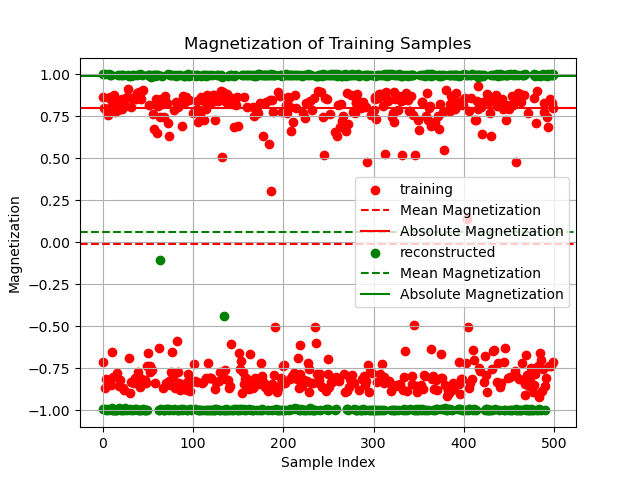 Magnetization of Training Samples
Magnetization
1.00
0.75
0.50
0.25
0.00
−0.25
−0.50
−0.75
−1.00
training
Mean Magnetization
Absolute Magnetization
reconstructed
Mean Magnetization
Absolute Magnetization
0
100
200
300
400
500
Sample Index